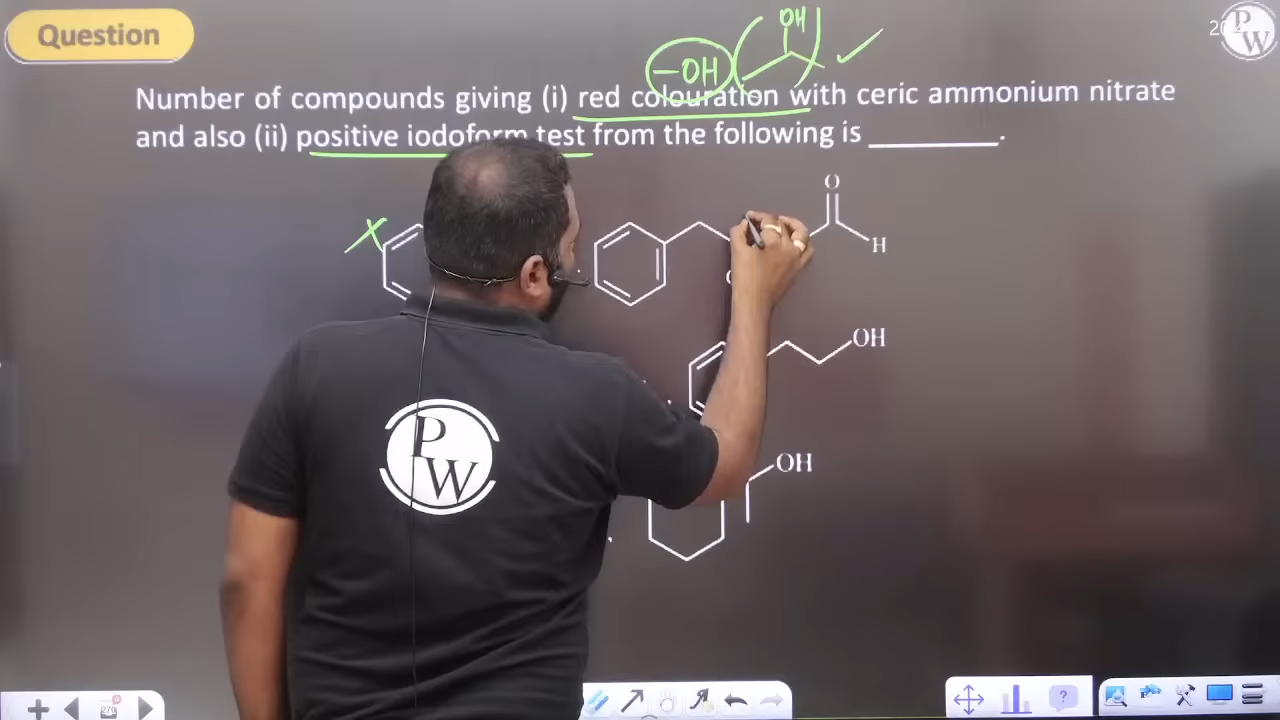 Question
OH
-OH
PW
Number of compounds giving (i) red colouration with ceric ammonium nitrate
and also (ii) positive iodoform test from the following is ________.
X
O
H
OH
PW
OH